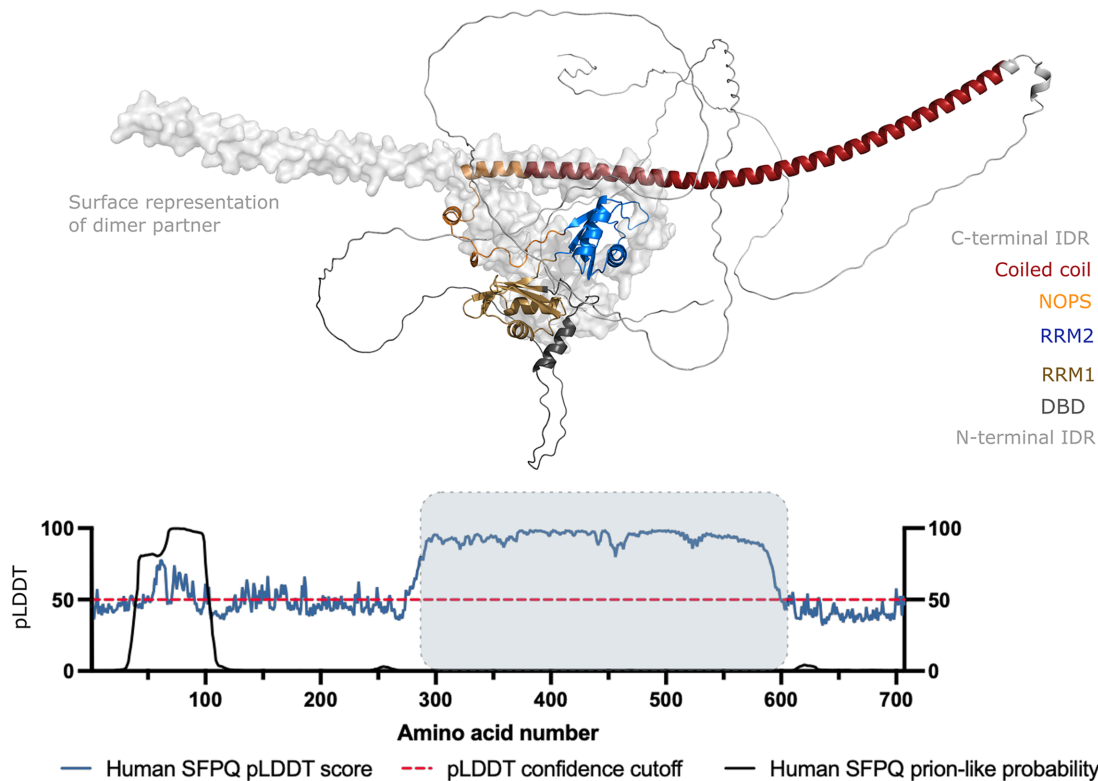 Surface representation
of dimer partner
C-terminal IDR
Coiled coil
NOPS
RRM2
RRM1
DBD
N-terminal IDR
100
50
0
pLDDT
100
50
0
100 200 300 400 500 600 700
Amino acid number
Human SFPQ pLDDT score pLDDT confidence cutoff Human SFPQ prion-like probability